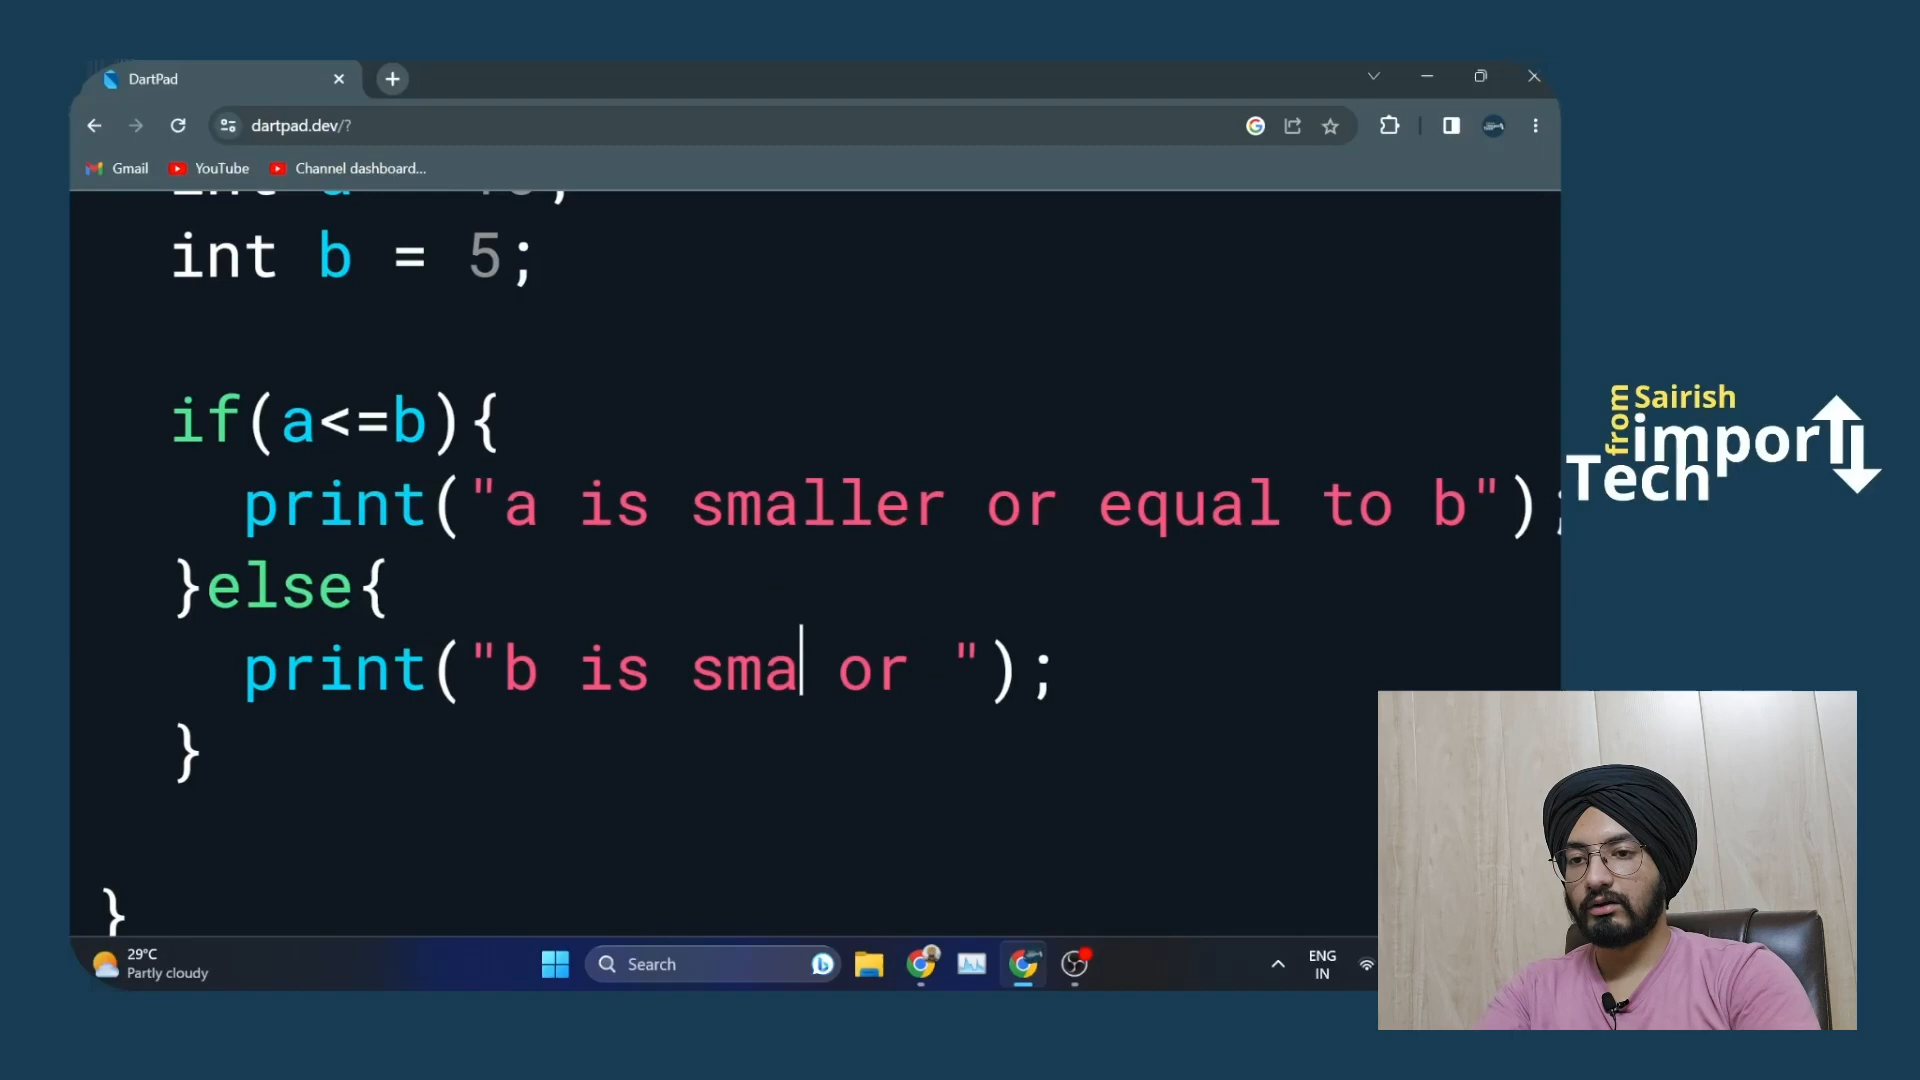 DartPad
dartpad.dev/?
Gmail YouTube Channel dashboard...
int b = 5;
if(a<=b){
print("a is smaller or equal to b");
}else{
print("b is sma or ");
}
}
from Sairish
import
Tech
29°C
Partly cloudy
Search
ENG
IN